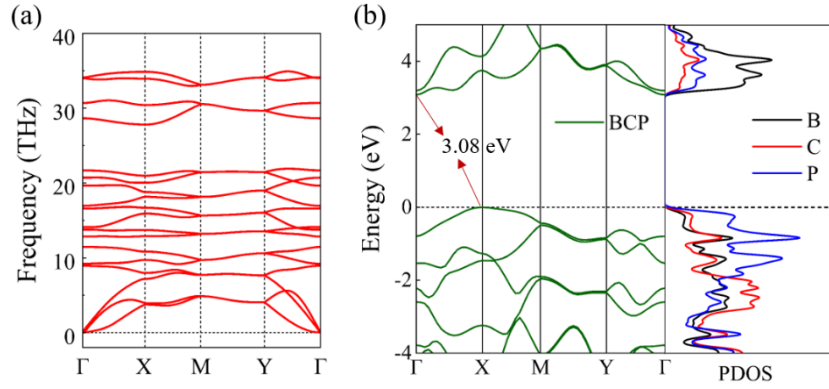 (a)
40
30
20
10
0
Frequency (THz)
Γ X M Y Γ
(b)
4
2
0
-2
-4
Energy (eV)
3.08 eV
BCP
Γ X M Y Γ
B
C
P
PDOS